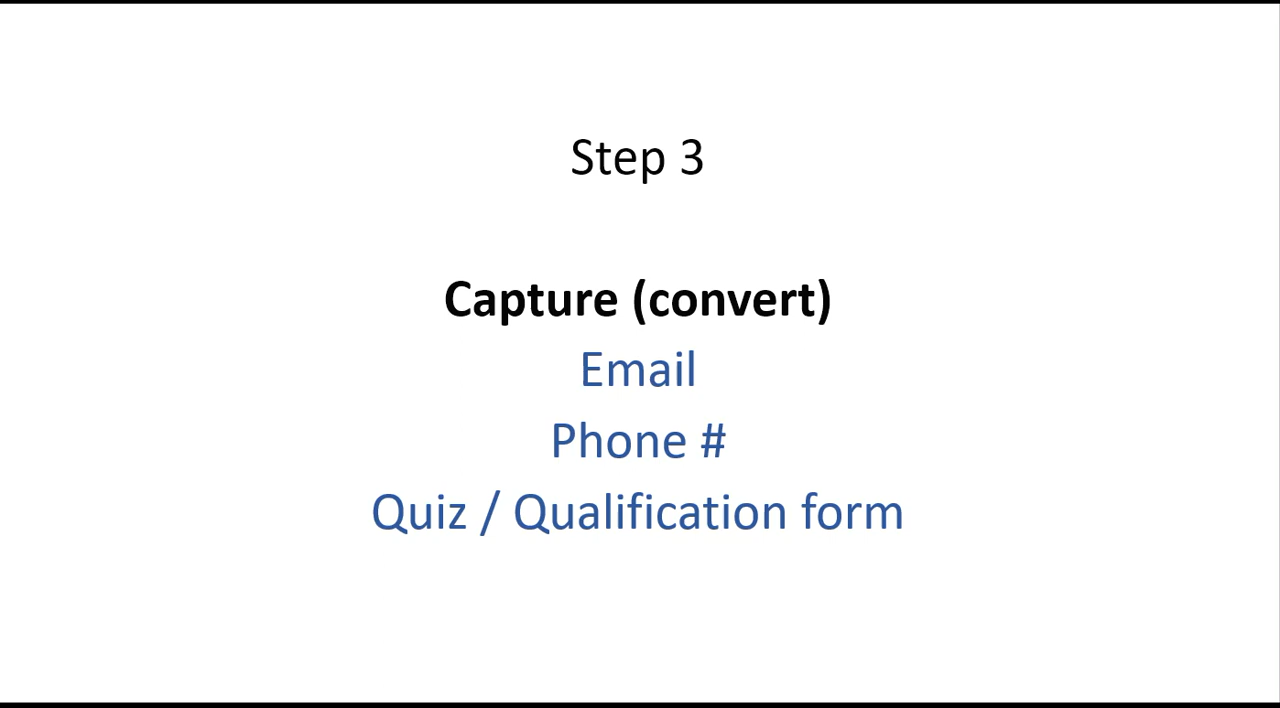 Step 3
Capture (convert)
Email
Phone #
Quiz / Qualification form